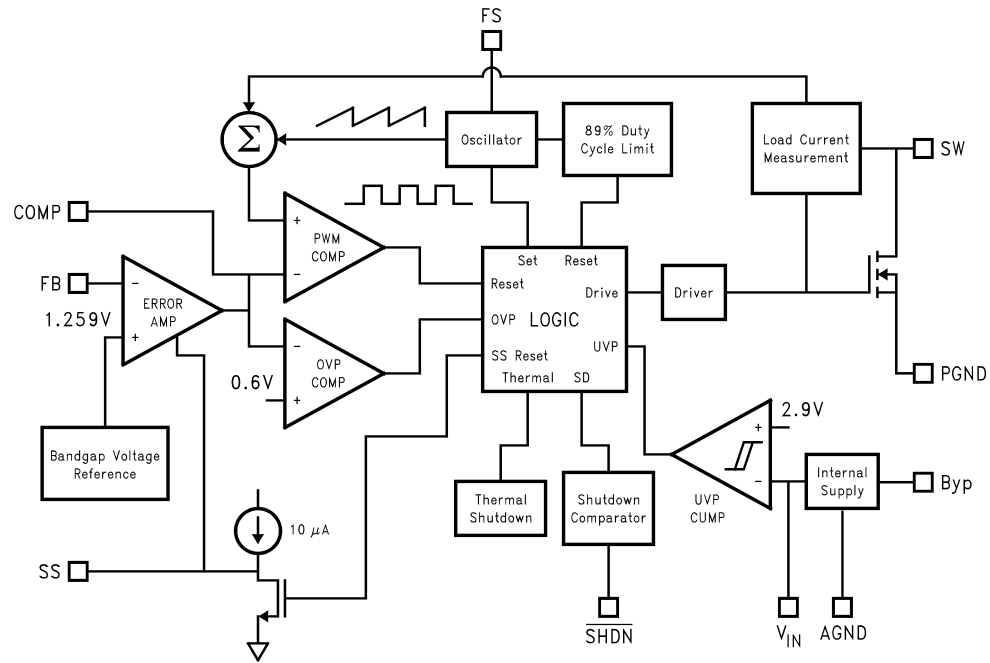 FS
Σ
Oscillator
89% Duty
Cycle Limit
Load Current
Measurement
SW
COMP
+
PWM
COMP
−
FB
−
ERROR
AMP
1.259V
+
Set
Reset
Reset
Drive
OVP
LOGIC
UVP
SS Reset
Thermal
SD
Driver
−
OVP
COMP
0.6V
+
PGND
2.9V
+
−
UVP
CUMP
Bandgap Voltage
Reference
Internal
Supply
Byp
Thermal
Shutdown
Shutdown
Comparator
10 μA
SS
SHDN
VIN
AGND